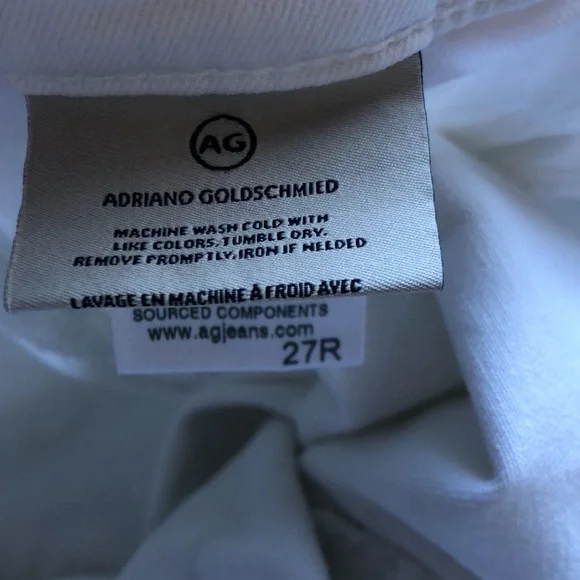 AG
ADRIANO GOLDSCHMIED
MACHINE WASH COLD WITH
LIKE COLORS. TUMBLE DRY.
REMOVE PROMPTLY, IRON IF NEEDED
LAVAGE EN MACHINE À FROID AVEC
SOURCED COMPONENTS
www.agjeans.com
27R